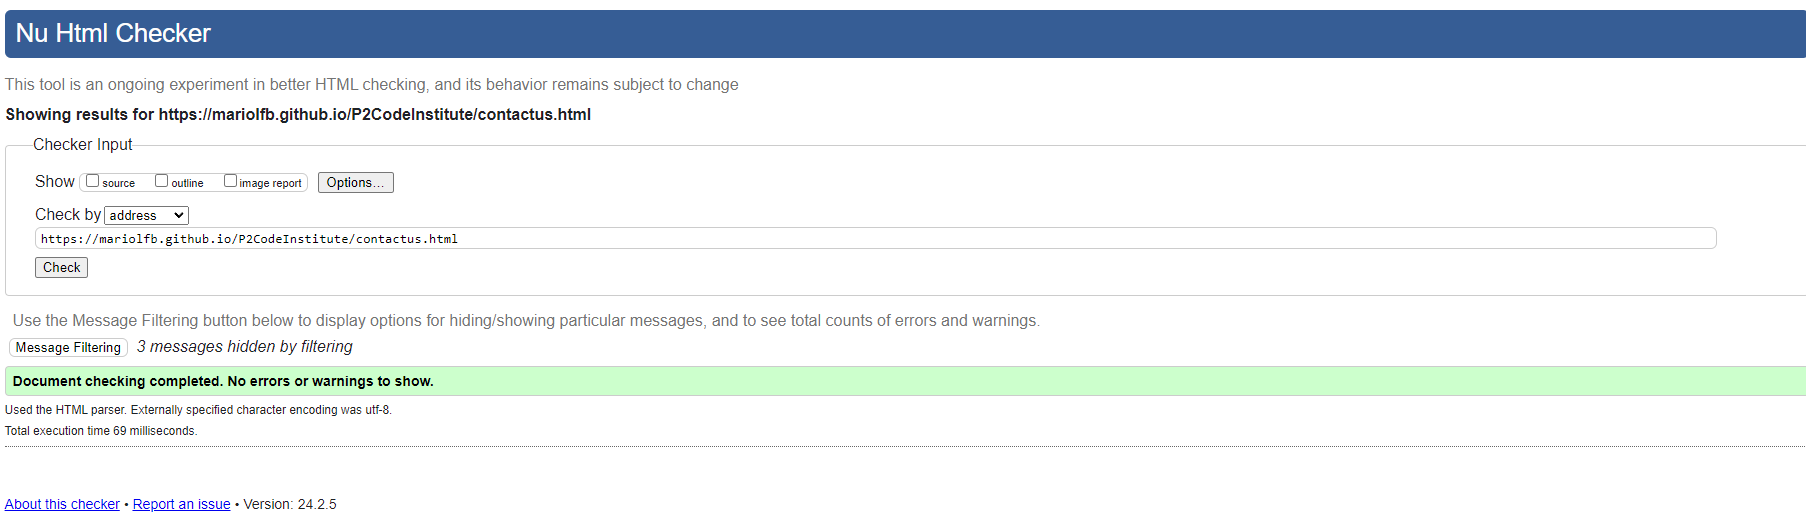 Nu Html Checker
This tool is an ongoing experiment in better HTML checking, and its behavior remains subject to change
Showing results for https://mariolfb.github.io/P2CodeInstitute/contactus.html
Checker Input
Show source outline image report Options...
Check by address
https://mariolfb.github.io/P2CodeInstitute/contactus.html
Check
Use the Message Filtering button below to display options for hiding/showing particular messages, and to see total counts of errors and warnings.
Message Filtering 3 messages hidden by filtering
Document checking completed. No errors or warnings to show.
Used the HTML parser. Externally specified character encoding was utf-8.
Total execution time 69 milliseconds.
About this checker • Report an issue • Version: 24.2.5